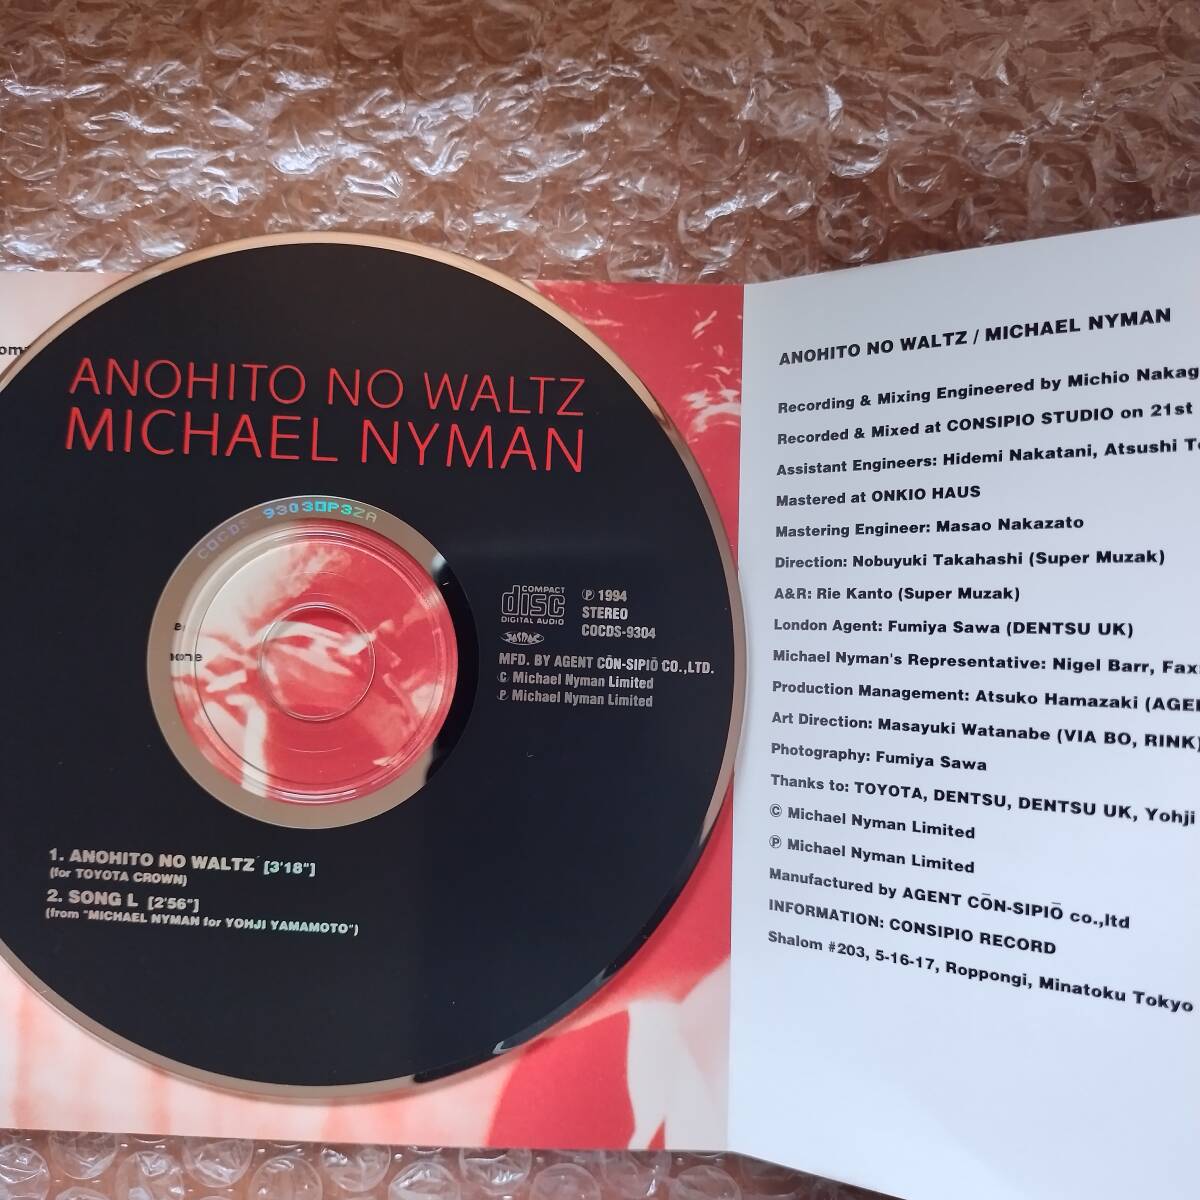 ANOHITO NO WALTZ
MICHAEL NYMAN
COCDS-9303 P3ZA
COMPACT
disc
DIGITAL AUDIO
℗ 1994
STEREO
COCDS-9304
MFD. BY AGENT CŌN-SIPIŌ CO.,LTD.
© Michael Nyman Limited
℗ Michael Nyman Limited
1. ANOHITO NO WALTZ [3'18"]
(for TOYOTA CROWN)
2. SONG L [2'56"]
(from "MICHAEL NYMAN for YOHJI YAMAMOTO")
ANOHITO NO WALTZ / MICHAEL NYMAN
Recording & Mixing Engineered by Michio Nakag
Recorded & Mixed at CONSIPIO STUDIO on 21st
Assistant Engineers: Hidemi Nakatani, Atsushi T
Mastered at ONKIO HAUS
Mastering Engineer: Masao Nakazato
Direction: Nobuyuki Takahashi (Super Muzak)
A&R: Rie Kanto (Super Muzak)
London Agent: Fumiya Sawa (DENTSU UK)
Michael Nyman's Representative: Nigel Barr, Fax
Production Management: Atsuko Hamazaki (AGE
Art Direction: Masayuki Watanabe (VIA BO, RINK)
Photography: Fumiya Sawa
Thanks to: TOYOTA, DENTSU, DENTSU UK, Yohji
© Michael Nyman Limited
℗ Michael Nyman Limited
Manufactured by AGENT CŌN-SIPIŌ co.,ltd
INFORMATION: CONSIPIO RECORD
Shalom #203, 5-16-17, Roppongi, Minatoku Tokyo